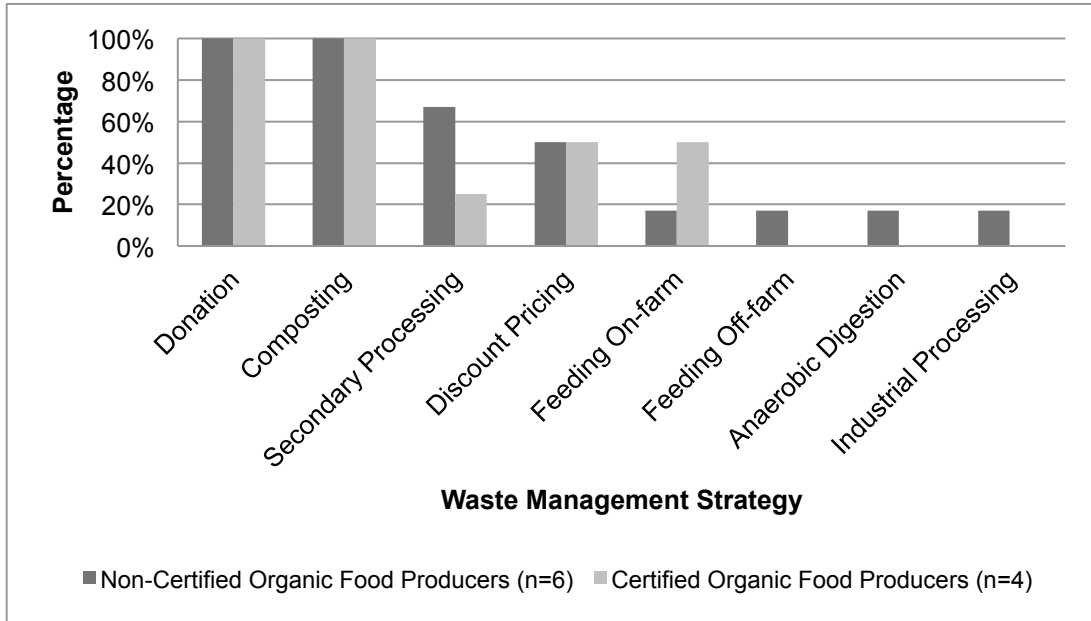 100%
80%
60%
40%
20%
0%
Percentage
Donation
Composting
Secondary Processing
Discount Pricing
Feeding On-farm
Feeding Off-farm
Anaerobic Digestion
Industrial Processing
Waste Management Strategy
Non-Certified Organic Food Producers (n=6) Certified Organic Food Producers (n=4)